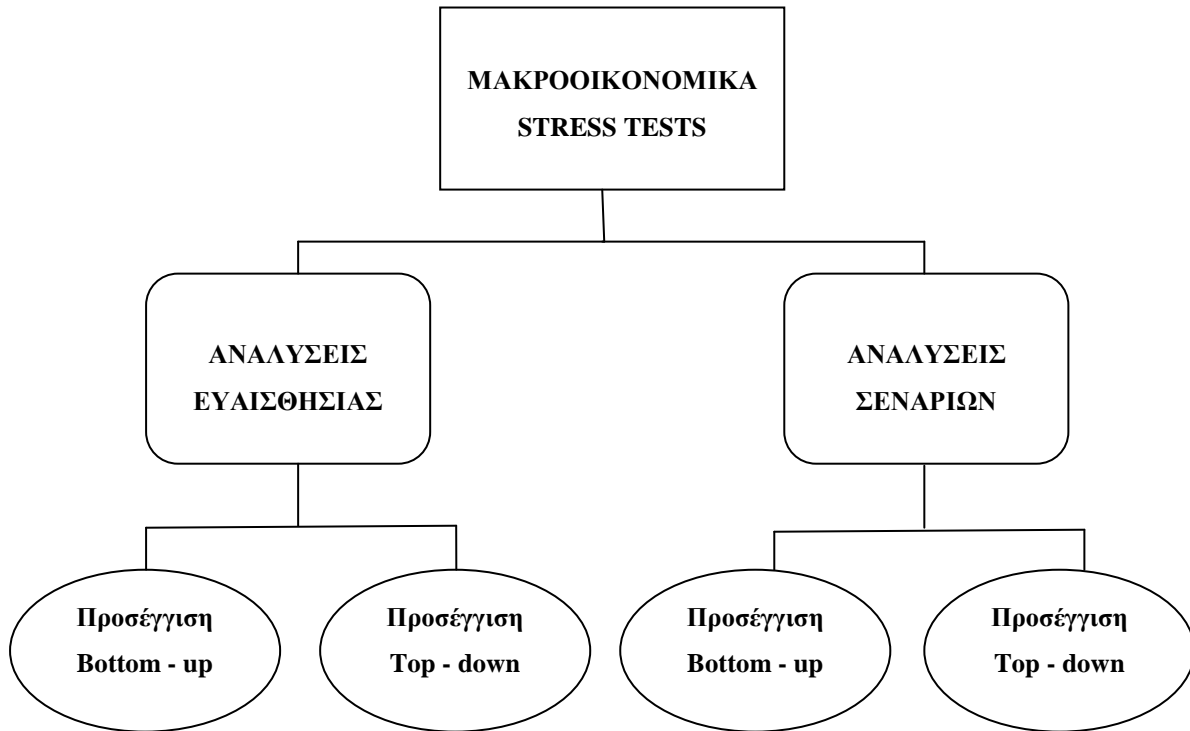 ΜΑΚΡΟΟΙΚΟΝΟΜΙΚΑ
STRESS TESTS
ΑΝΑΛΥΣΕΙΣ
ΕΥΑΙΣΘΗΣΙΑΣ
ΑΝΑΛΥΣΕΙΣ
ΣΕΝΑΡΙΩΝ
Προσέγγιση
Bottom - up
Προσέγγιση
Top - down
Προσέγγιση
Bottom - up
Προσέγγιση
Top - down